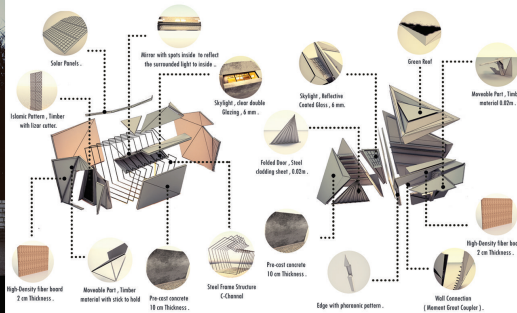 Solar Panels .
Mirror with spots inside to reflect
the surrounded light to inside ..
Islamic Pattern , Timber
with lizar cutter.
Skylight , clear double
Glazing , 6 mm .
High-Density fiber board
2 cm Thickness .
Moveable Part , Timber
material with stick to hold
Pre-cast concrete
10 cm Thickness .
Steel Frame Structure
C-Channel
Skylight , Reflective
Coated Glass , 6 mm.
Green Roof
Moveable Part , Timb
material 0.02m .
Folded Door , Steel
cladding sheet , 0.02m .
Pre-cast concrete
10 cm Thickness .
Edge with pharaonic pattern .
Wall Connection
( Moment Grout Coupler ) .
High-Density fiber boa
2 cm Thickness .